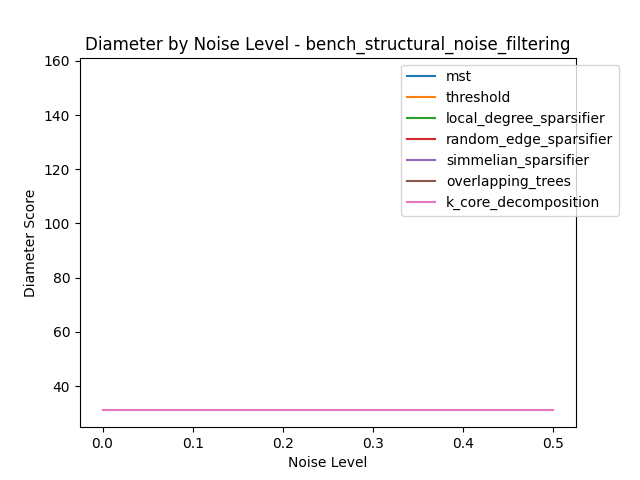 Diameter by Noise Level - bench_structural_noise_filtering
160
140
120
100
80
60
40
Diameter Score
mst
threshold
local_degree_sparsifier
random_edge_sparsifier
simmelian_sparsifier
overlapping_trees
k_core_decomposition
0.0 0.1 0.2 0.3 0.4 0.5
Noise Level